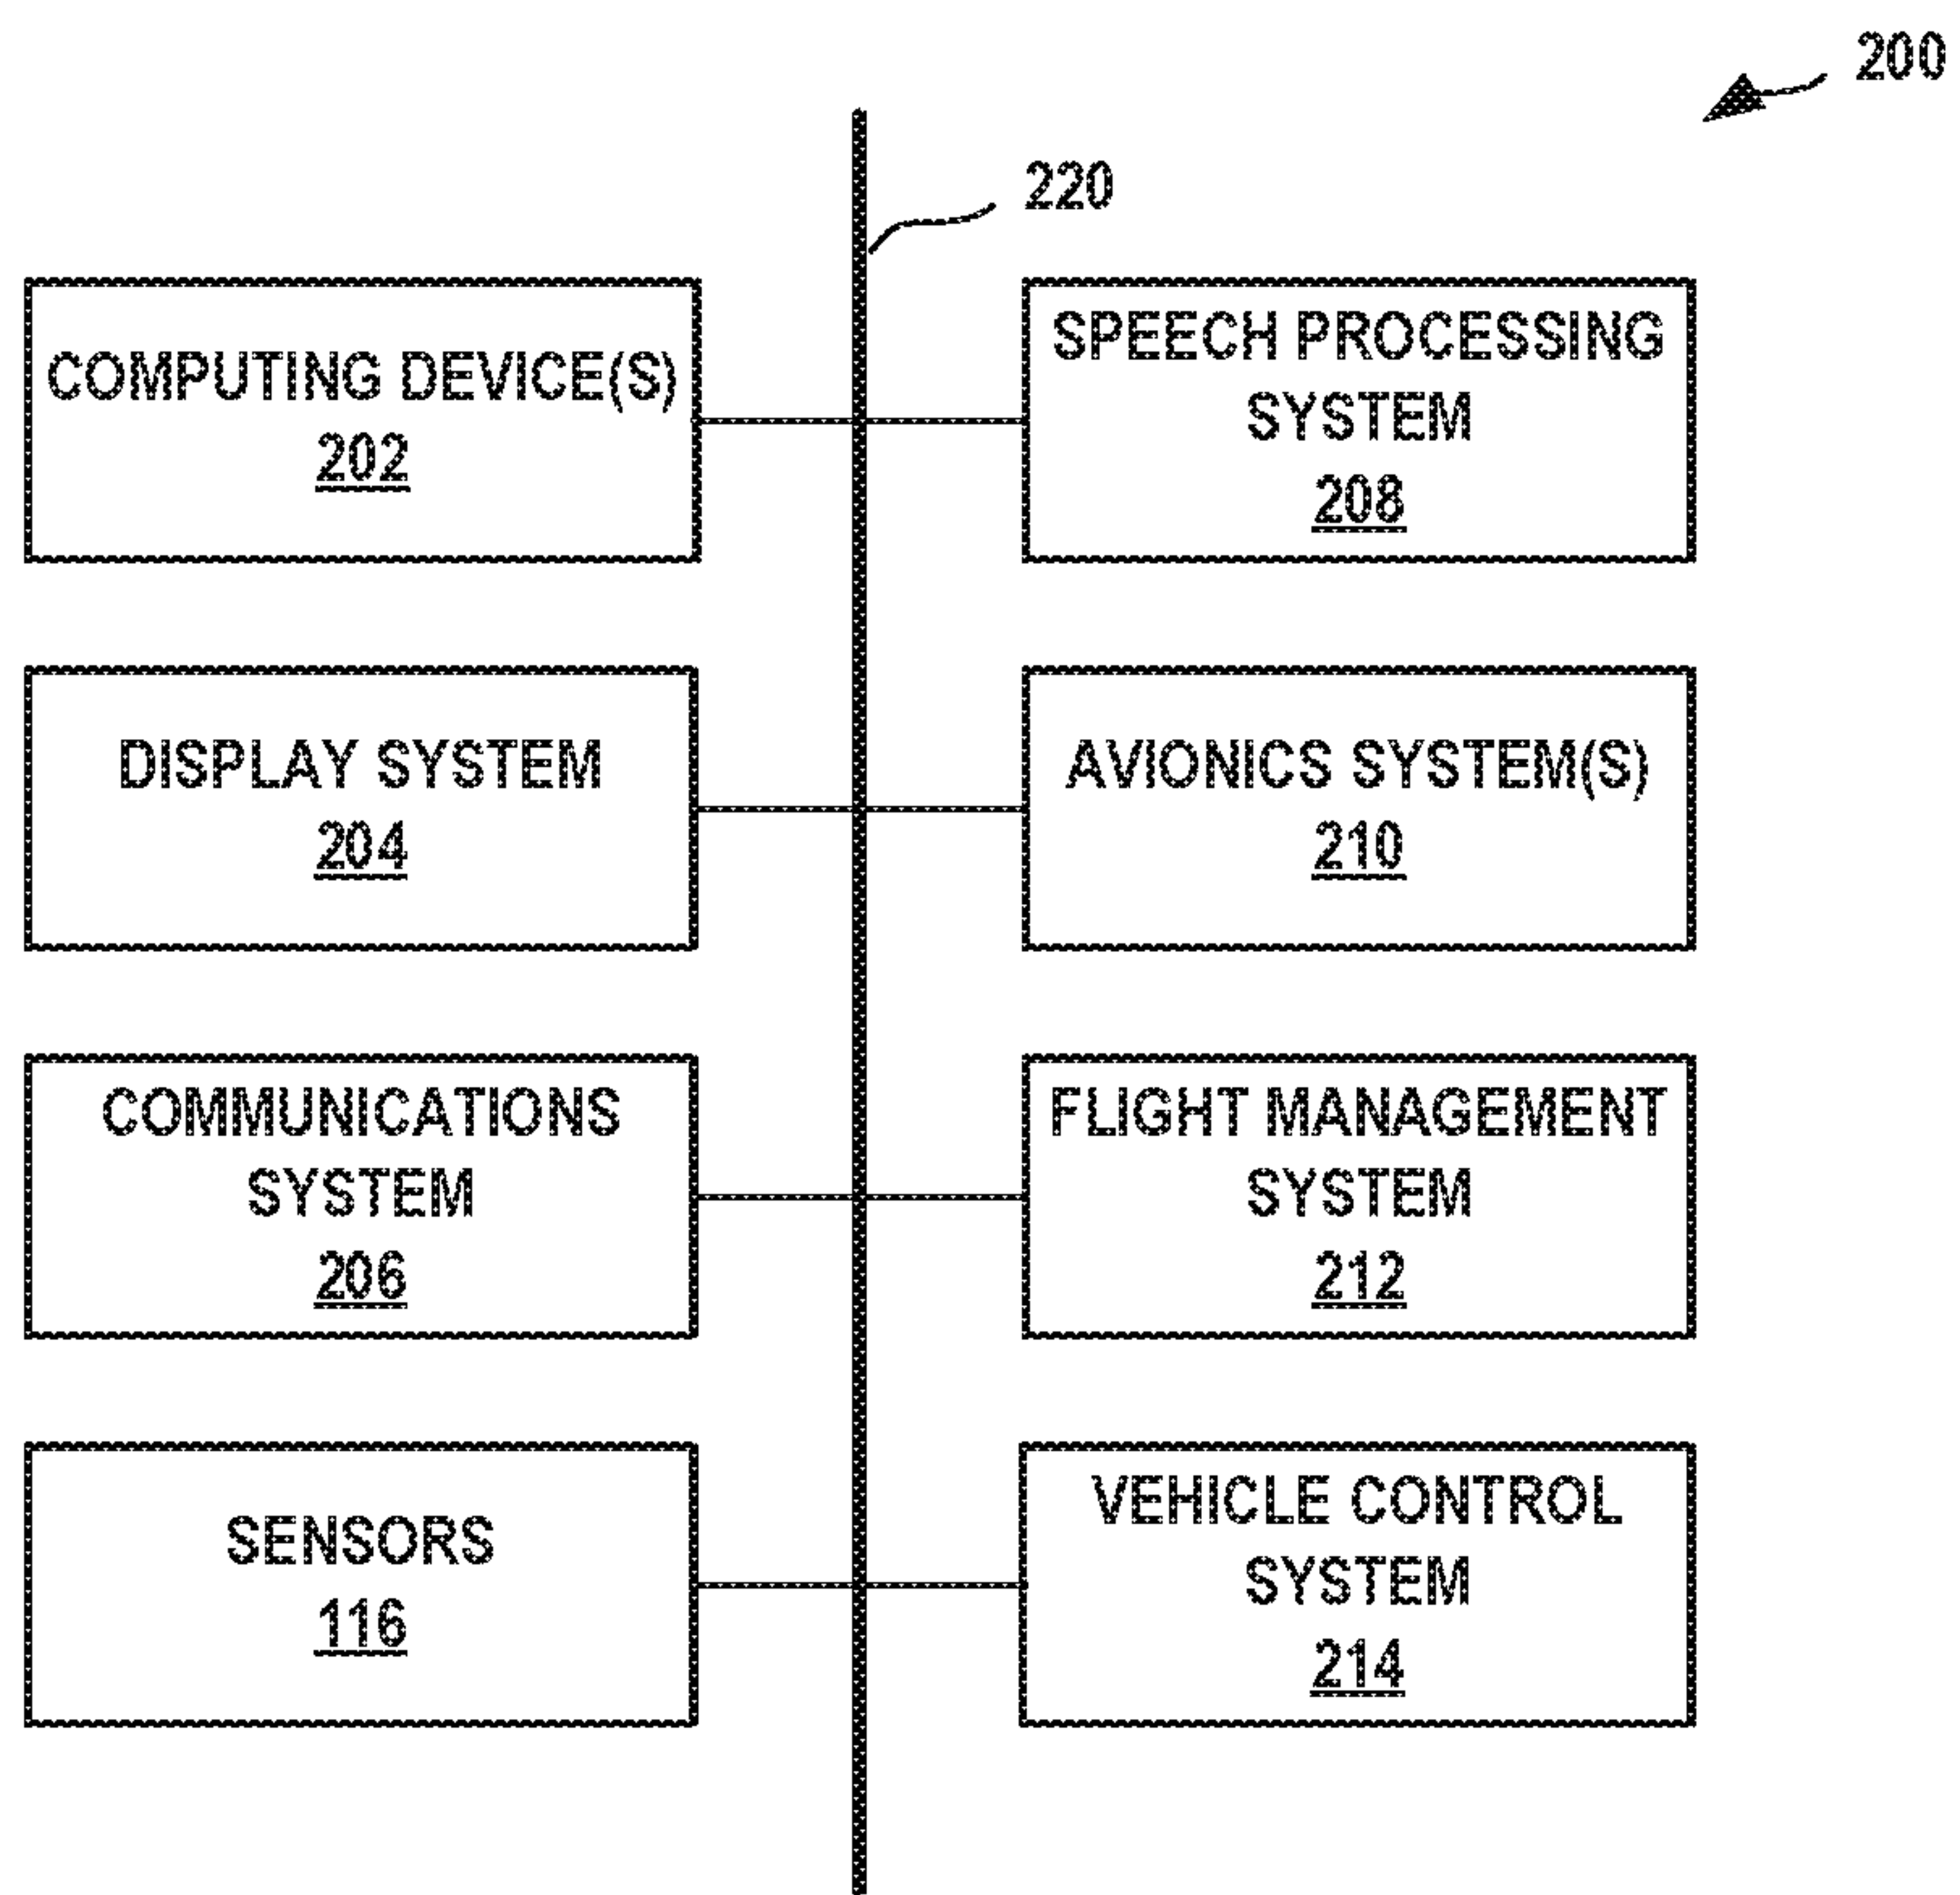 200
220
COMPUTING DEVICE(S)
202
SPEECH PROCESSING
SYSTEM
208
DISPLAY SYSTEM
204
AVIONICS SYSTEM(S)
210
COMMUNICATIONS
SYSTEM
206
FLIGHT MANAGEMENT
SYSTEM
212
SENSORS
116
VEHICLE CONTROL
SYSTEM
214